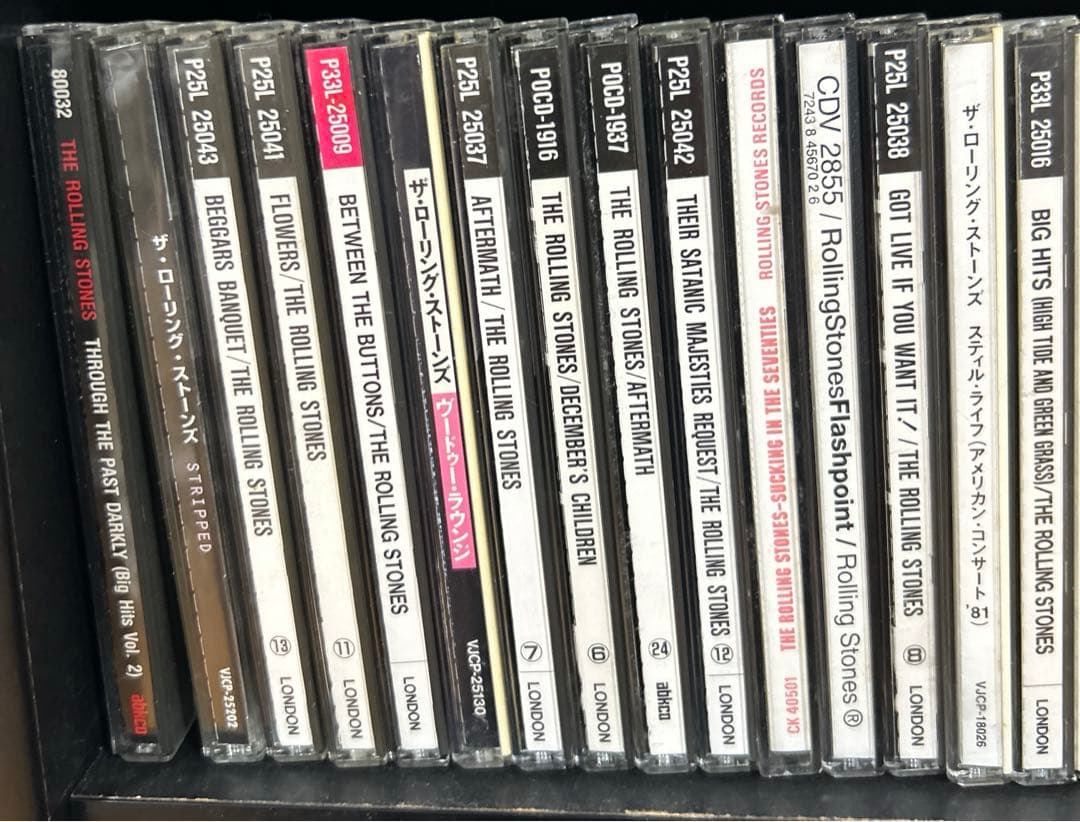 80032 THE ROLLING STONES THROUGH THE PAST DARKLY (Big Hits Vol. 2) abkco
ザ・ローリング・ストーンズ STRIPPED VJCP-25202
P25L 25043 BEGGARS BANQUET/THE ROLLING STONES ⑬ LONDON
P25L 25041 FLOWERS/THE ROLLING STONES ⑪ LONDON
P33L-25009 BETWEEN THE BUTTONS/THE ROLLING STONES LONDON
ザ・ローリング・ストーンズ ヴードゥー・ラウンジ VJCP-25130
P25L 25037 AFTERMATH/THE ROLLING STONES ⑦ LONDON
POCD-1916 THE ROLLING STONES/DECEMBER'S CHILDREN ⑥ LONDON
POCD-1937 THE ROLLING STONES/AFTERMATH ㉔ abkco
P25L 25042 THEIR SATANIC MAJESTIES REQUEST/THE ROLLING STONES ⑫ LONDON
CK 40501 THE ROLLING STONES-SUCKING IN THE SEVENTIES ROLLING STONES RECORDS
CDV 2855 / RollingStonesFlashpoint / Rolling Stones ®
7243 8 45670 2 6
P25L 25038 GOT LIVE IF YOU WANT IT!/THE ROLLING STONES ⑧ LONDON
ザ・ローリング・ストーンズ スティル・ライフ(アメリカン・コンサート'81) VJCP-18026
P33L 25016 BIG HITS (HIGH TIDE AND GREEN GRASS)/THE ROLLING STONES LONDON